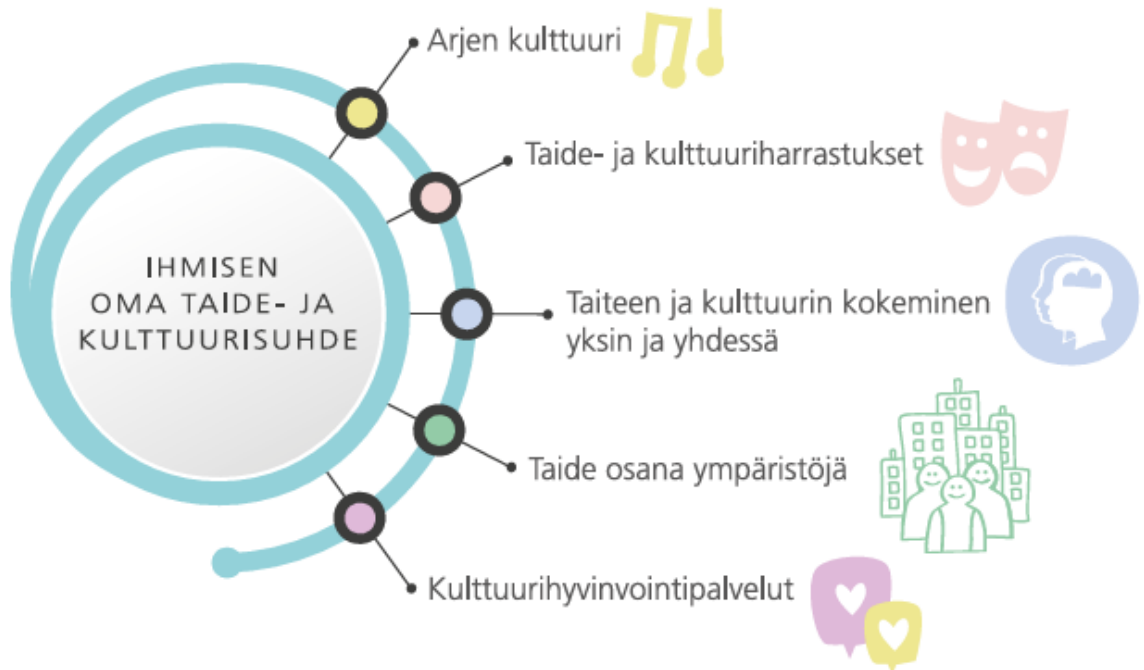 Arjen kulttuuri
Taide- ja kulttuuriharrastukset
IHMISEN
OMA TAIDE- JA
KULTTUURISUHDE
Taiteen ja kulttuurin kokeminen
yksin ja yhdessä
Taide osana ympäristöjä
Kulttuurihyvinvointipalvelut